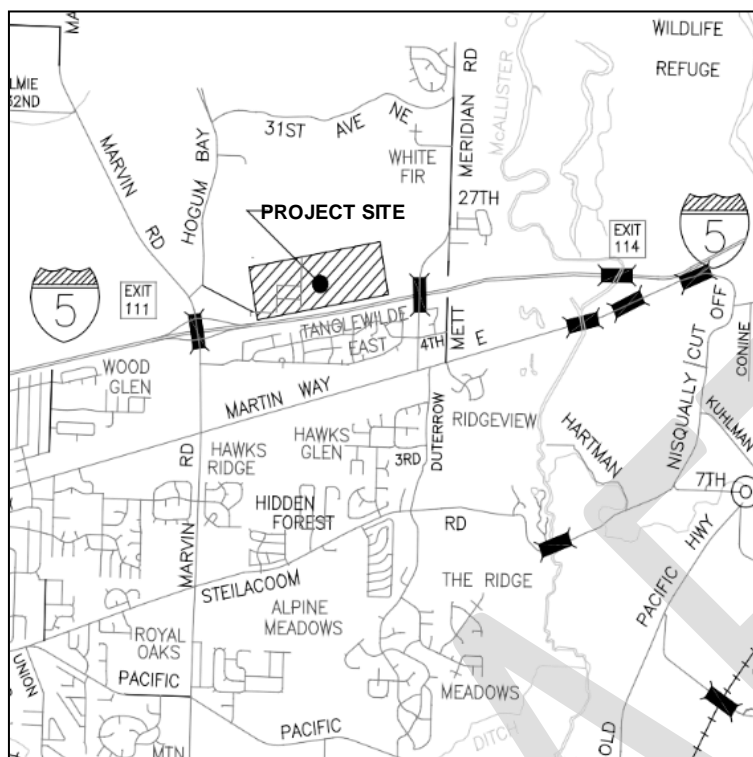 MA
WILDLIFE
REFUGE
LMIE
32ND
MARVIN RD
HOGUM BAY
31ST AVE NE
WHITE
FIR
MERIDIAN RD
McALLISTER
27TH
PROJECT SITE
EXIT
114
5
5
EXIT
111
TANGLEWILDE
EAST
4TH
METT
E
NISQUALLY CUT OFF
CONINE
WOOD
GLEN
MARTIN WAY
DUTERROW
RIDGEVIEW
KUHLMAN
HAWKS
RIDGE
HAWKS
GLEN
3RD
HARTMAN
7TH
MARVIN RD
HIDDEN
FOREST
STEILACOOM RD
PACIFIC HWY
OLD
THE RIDGE
ALPINE
MEADOWS
ROYAL
OAKS
UNION
PACIFIC
MEADOWS
PACIFIC
DITCH
MTN